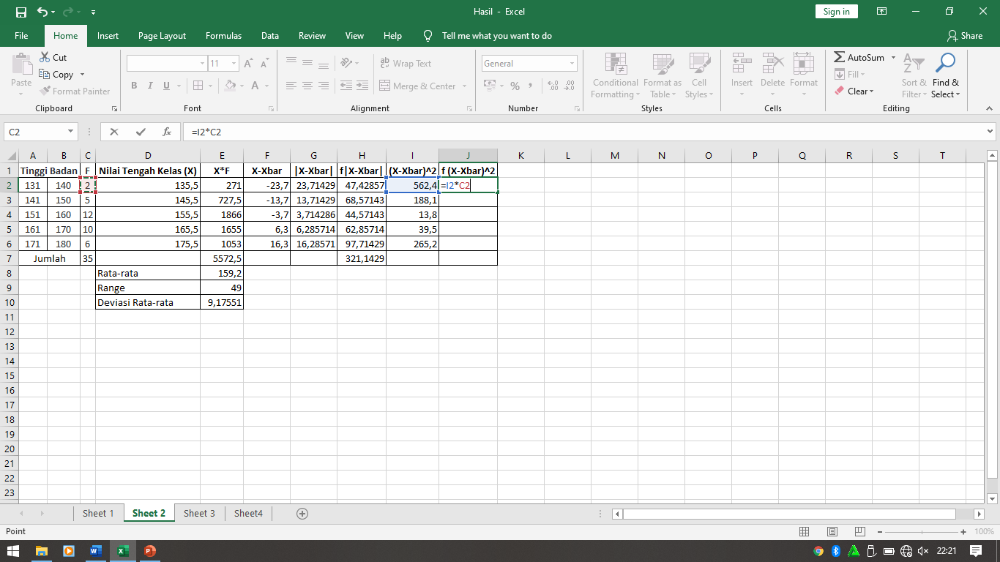 Hasil - Excel
Sign in
File Home Insert Page Layout Formulas Data Review View Help Tell me what you want to do Share
Paste
Cut
Copy
Format Painter
Clipboard
11
B I U
Font
Wrap Text
Merge & Center
Alignment
General
% ,
Number
Conditional Formatting
Format as Table
Cell Styles
Styles
Insert Delete Format
Cells
AutoSum
Fill
Clear
Sort & Filter
Find & Select
Editing
C2 fx =I2*C2
A B C D E F G H I J K L M N O P Q R S T
1 Tinggi Badan F Nilai Tengah Kelas (X) X*F X-Xbar |X-Xbar| f|X-Xbar| (X-Xbar)^2 f (X-Xbar)^2
2 131 140 2 135,5 271 -23,7 23,71429 47,42857 562,4 =I2*C2
3 141 150 5 145,5 727,5 -13,7 13,71429 68,57143 188,1
4 151 160 12 155,5 1866 -3,7 3,714286 44,57143 13,8
5 161 170 10 165,5 1655 6,3 6,285714 62,85714 39,5
6 171 180 6 175,5 1053 16,3 16,28571 97,71429 265,2
7 Jumlah 35 5572,5 321,1429
8 Rata-rata 159,2
9 Range 49
10 Deviasi Rata-rata 9,17551
11
12
13
14
15
16
17
18
19
20
21
22
23
Sheet 1 Sheet 2 Sheet 3 Sheet4
Point 100%
22:21